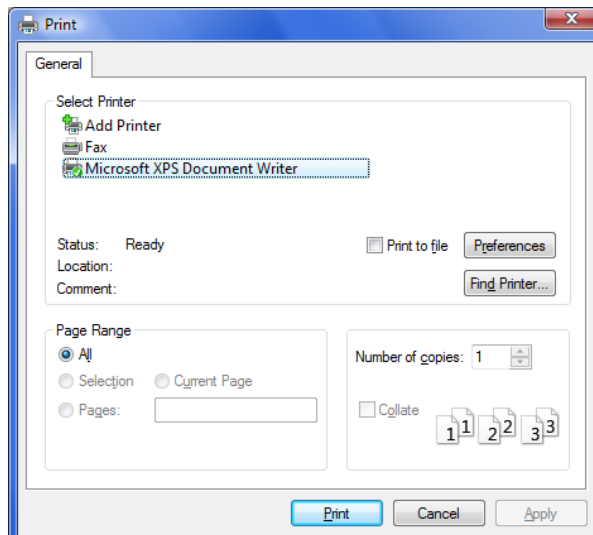 Print
General
Select Printer
Add Printer
Fax
Microsoft XPS Document Writer
Status: Ready
Print to file
Preferences
Location:
Comment:
Find Printer...
Page Range
All
Selection
Current Page
Pages:
Number of copies: 1
Collate
1 1 2 2 3 3
Print
Cancel
Apply